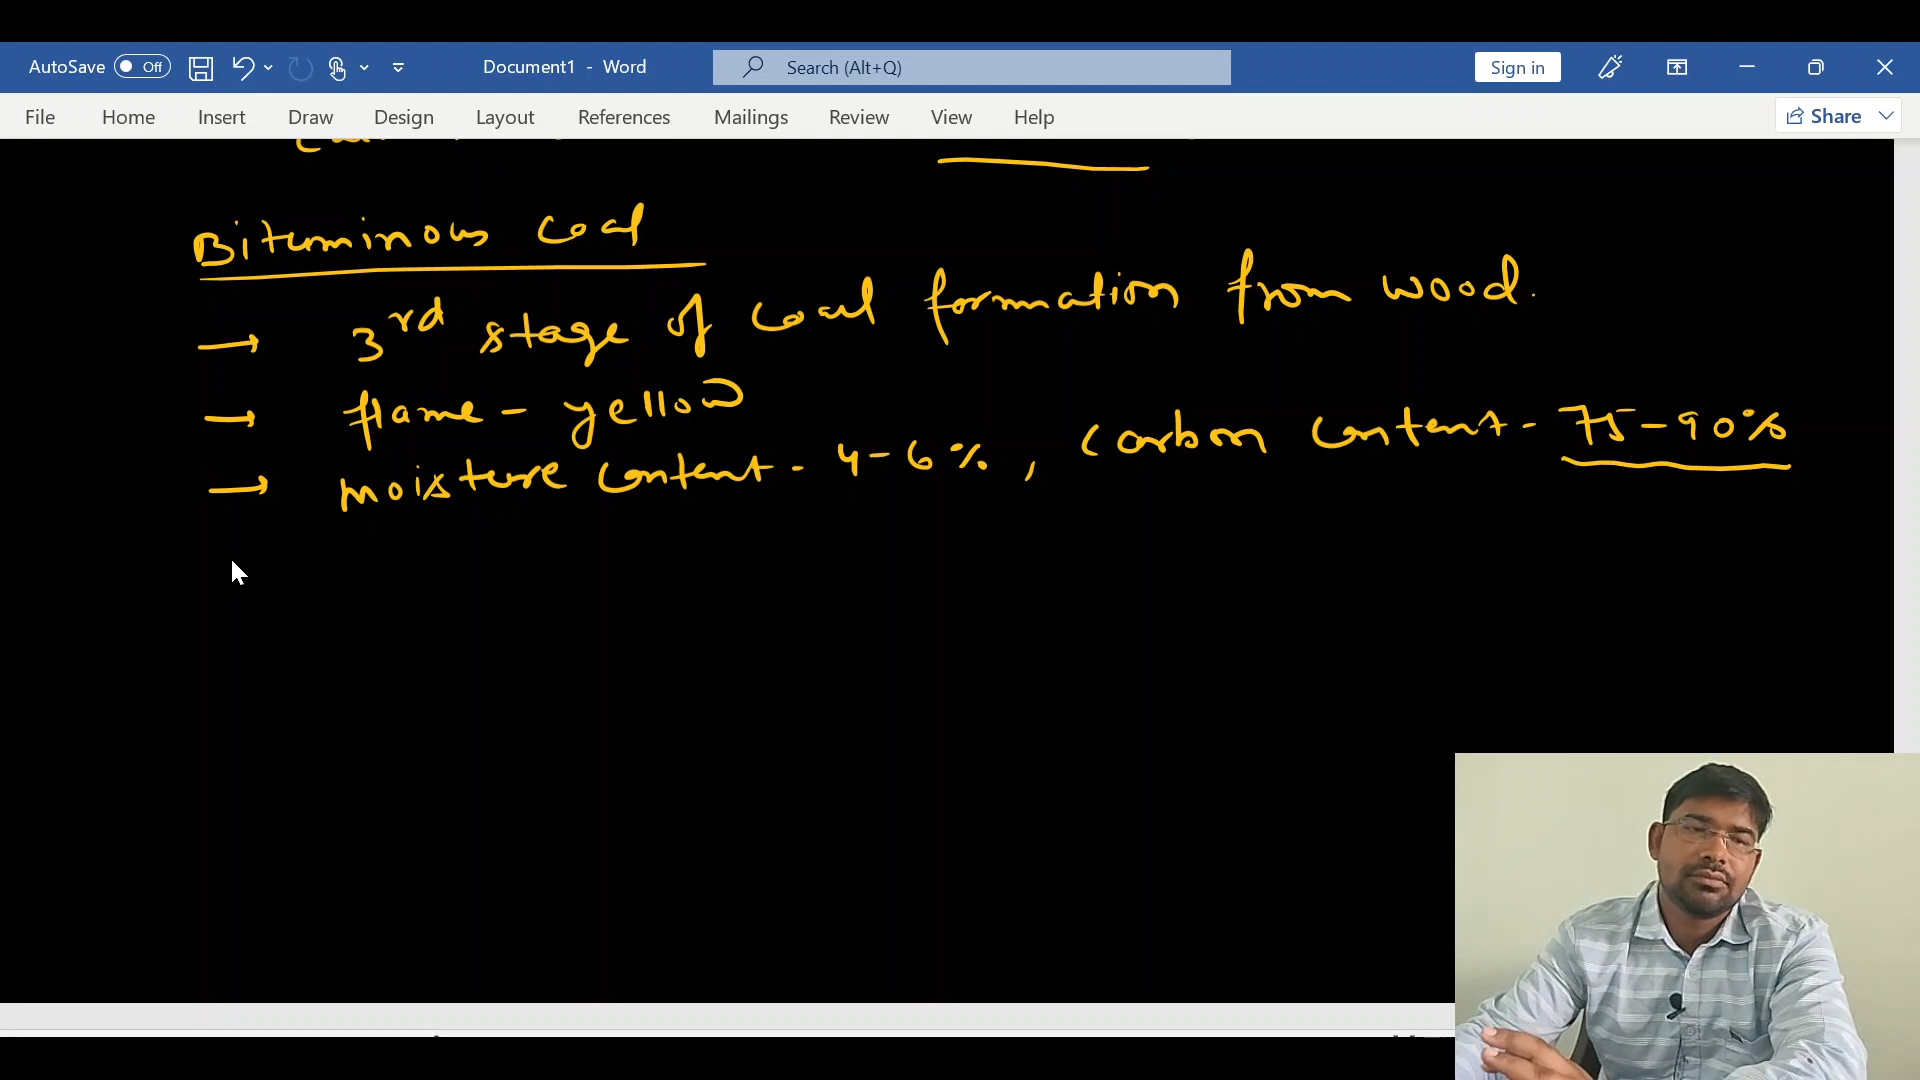 AutoSave Off Document1 - Word Search (Alt+Q) Sign in
File Home Insert Draw Design Layout References Mailings Review View Help Share
Bituminous coal
→ 3rd stage of coal formation from wood.
→ flame - yellow
→ moisture content - 4-6%, carbon content - 75-90%